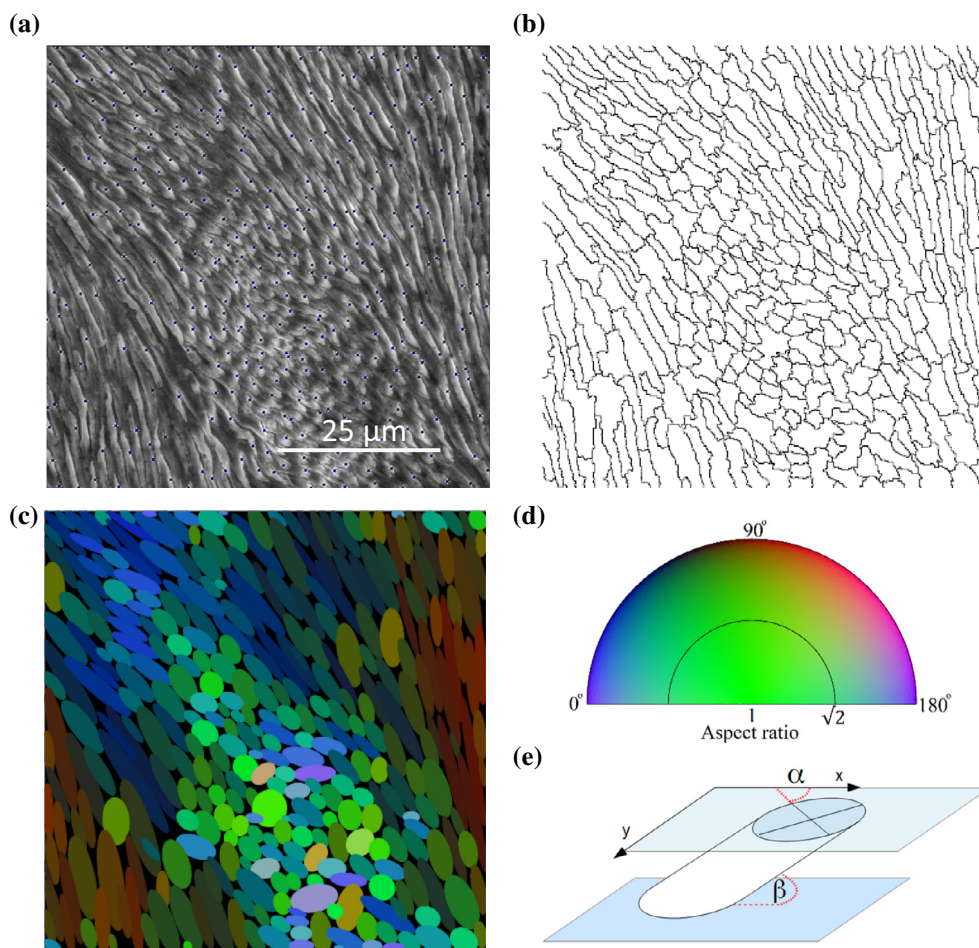 (a)
(b)
25 μm
(c)
(d)
90°
0°
1
√2
180°
Aspect ratio
(e)
α
x
y
β